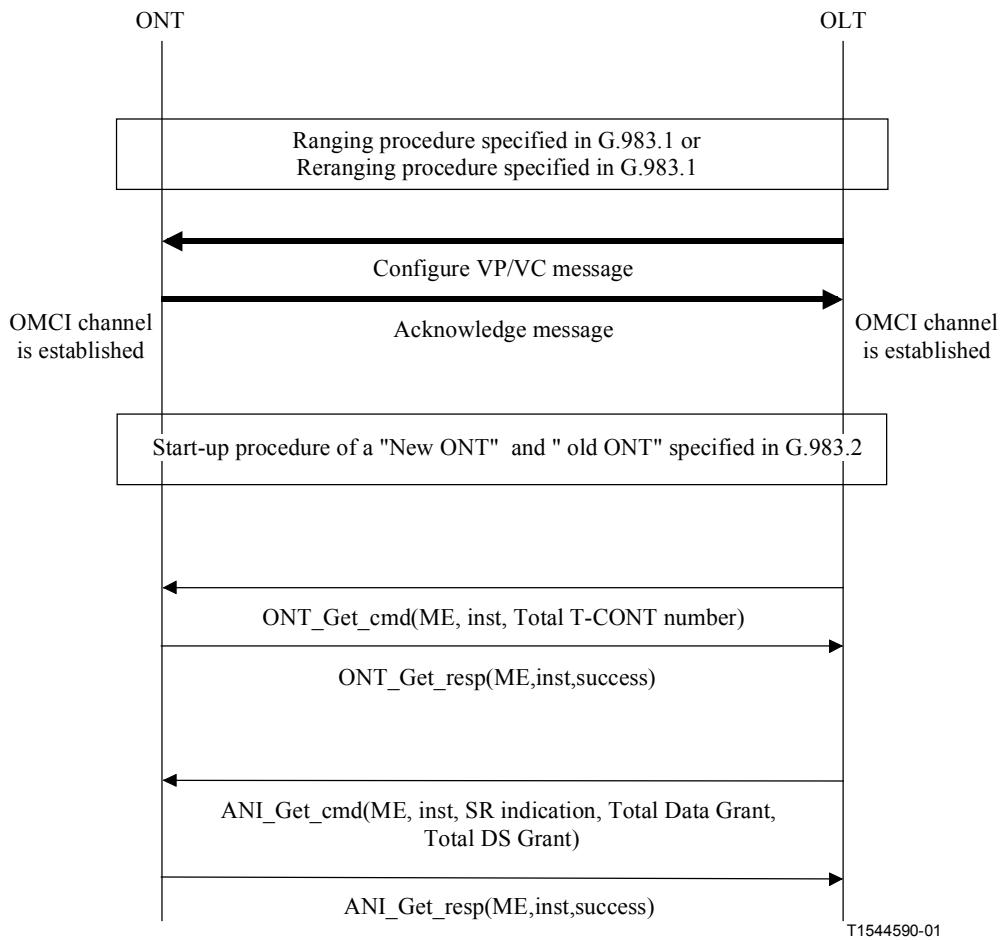 ONT
OLT
Ranging procedure specified in G.983.1 or
Reranging procedure specified in G.983.1
Configure VP/VC message
OMCI channel
is established
Acknowledge message
OMCI channel
is established
Start-up procedure of a "New ONT"  and " old ONT" specified in G.983.2
ONT_Get_cmd(ME, inst, Total T-CONT number)
ONT_Get_resp(ME,inst,success)
ANI_Get_cmd(ME, inst, SR indication, Total Data Grant,
Total DS Grant)
ANI_Get_resp(ME,inst,success)
T1544590-01